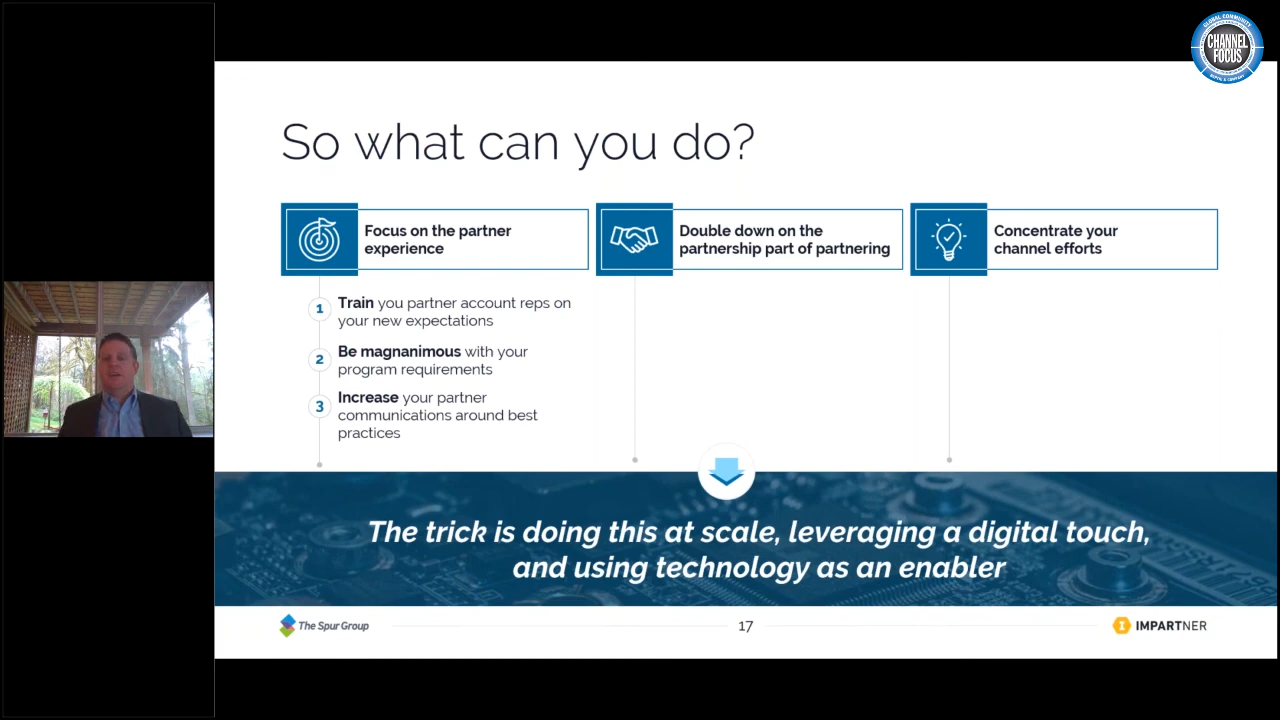 GLOBAL COMMUNITY
CHANNEL
FOCUS
So what can you do?
Focus on the partner
experience
Double down on the
partnership part of partnering
Concentrate your
channel efforts
1
Train you partner account reps on
your new expectations
2
Be magnanimous with your
program requirements
3
Increase your partner
communications around best
practices
The trick is doing this at scale, leveraging a digital touch,
and using technology as an enabler
The Spur Group
17
IMPARTNER